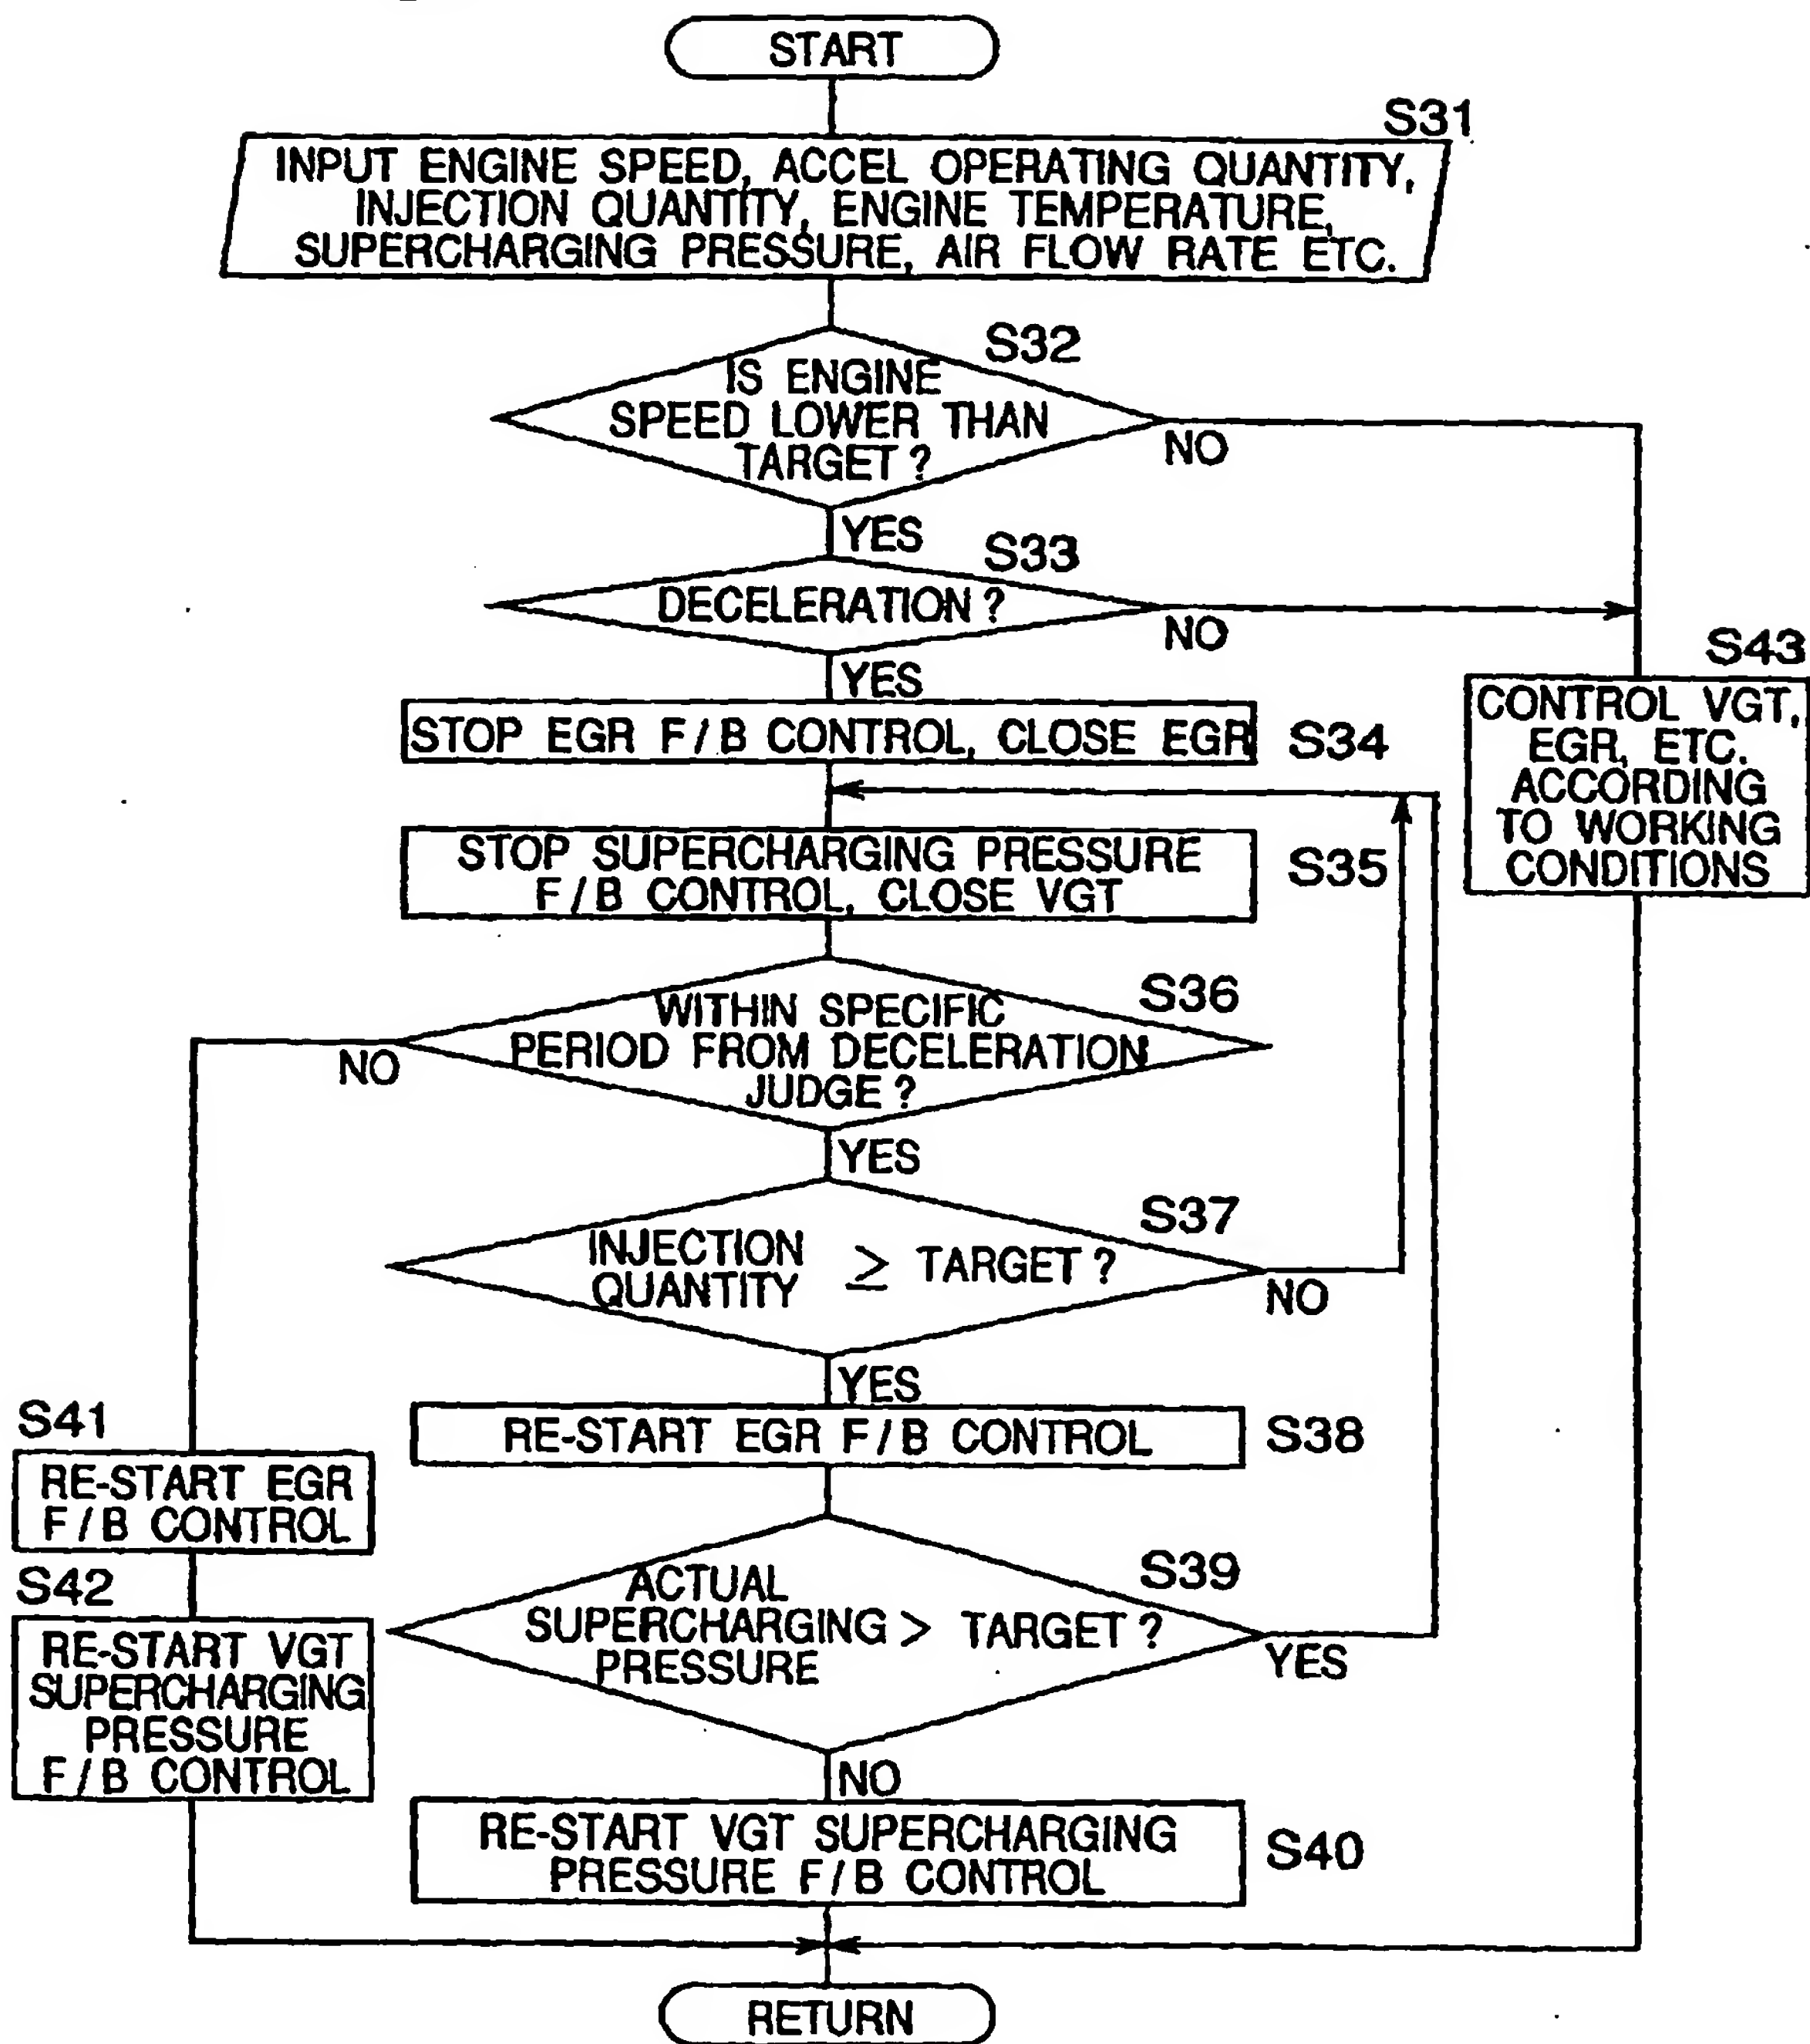 START
S31
INPUT ENGINE SPEED, ACCEL OPERATING QUANTITY,
INJECTION QUANTITY, ENGINE TEMPERATURE,
SUPERCHARGING PRESSURE, AIR FLOW RATE ETC.
S32
IS ENGINE
SPEED LOWER THAN
TARGET ?
NO
YES
S33
DECELERATION ?
NO
YES
S43
CONTROL VGT,
EGR, ETC.
ACCORDING
TO WORKING
CONDITIONS
STOP EGR F/B CONTROL, CLOSE EGR
S34
STOP SUPERCHARGING PRESSURE
F/B CONTROL, CLOSE VGT
S35
S36
WITHIN SPECIFIC
PERIOD FROM DECELERATION
JUDGE ?
NO
YES
S37
INJECTION
QUANTITY
≥ TARGET ?
NO
YES
RE-START EGR F/B CONTROL
S38
S41
RE-START EGR
F/B CONTROL
S39
ACTUAL
SUPERCHARGING > TARGET ?
PRESSURE
YES
NO
S42
RE-START VGT
SUPERCHARGING
PRESSURE
F/B CONTROL
RE-START VGT SUPERCHARGING
PRESSURE F/B CONTROL
S40
RETURN